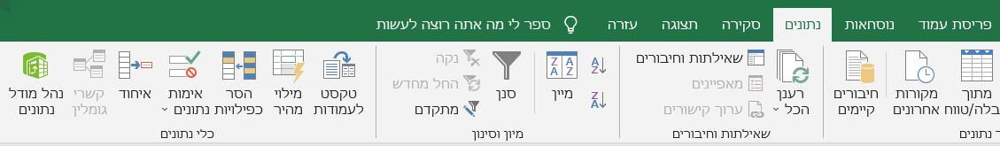 פריסת עמוד
נוסחאות
נתונים
סקירה
תצוגה
עזרה
ספר לי מה אתה רוצה לעשות
מתוך
בלה/טווח
מקורות
אחרונים
חיבורים
קיימים
נתונים
רענן
הכל
שאילתות וחיבורים
מאפיינים
ערוך קישורים
שאילתות וחיבורים
מיין
סנן
נקה
החל מחדש
מתקדם
מיון וסינון
טקסט
לעמודות
מילוי
מהיר
הסר
כפילויות
אימות
נתונים
איחוד
קשרי
גומלין
נהל מודל
נתונים
כלי נתונים